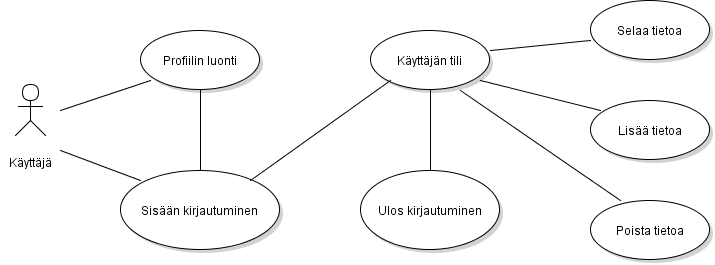 Selaa tietoa
Profiilin luonti
Käyttäjän tili
Käyttäjä
Lisää tietoa
Sisään kirjautuminen
Ulos kirjautuminen
Poista tietoa